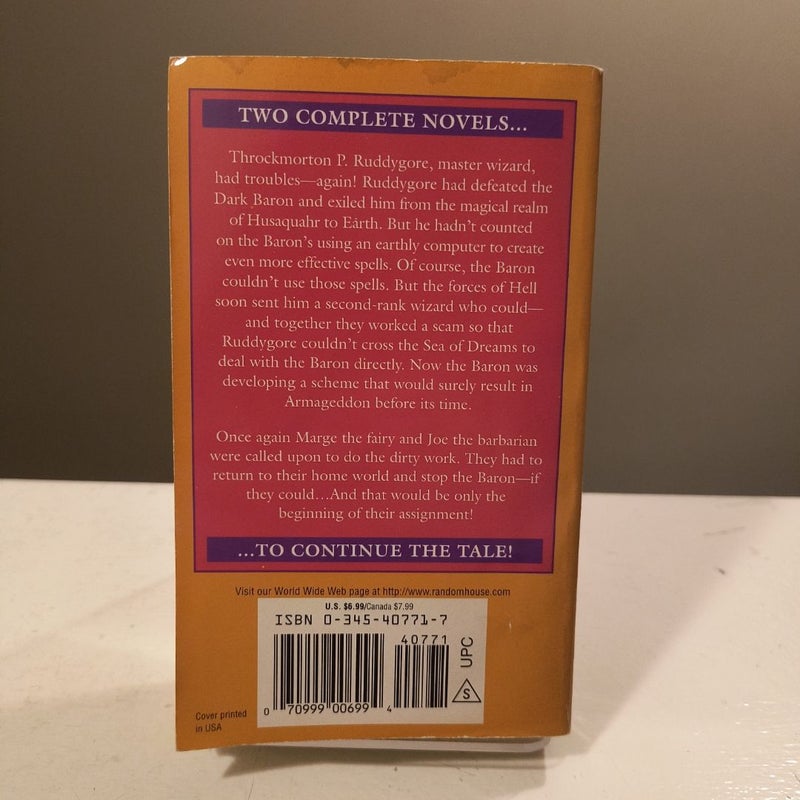 TWO COMPLETE NOVELS...
Throckmorton P. Ruddygore, master wizard,
had troubles—again! Ruddygore had defeated the
Dark Baron and exiled him from the magical realm
of Husaquahr to Earth. But he hadn't counted
on the Baron's using an earthly computer to create
even more effective spells. Of course, the Baron
couldn't use those spells. But the forces of Hell
soon sent him a second-rank wizard who could—
and together they worked a scam so that
Ruddygore couldn't cross the Sea of Dreams to
deal with the Baron directly. Now the Baron was
developing a scheme that would surely result in
Armageddon before its time.
Once again Marge the fairy and Joe the barbarian
were called upon to do the dirty work. They had to
return to their home world and stop the Baron—if
they could...And that would be only the
beginning of their assignment!
...TO CONTINUE THE TALE!
Visit our World Wide Web page at http://www.randomhouse.com
U.S. $6.99/Canada $7.99
ISBN 0-345-40771-7
40771
UPC
S
0 70999 00699 4
Cover printed
in USA